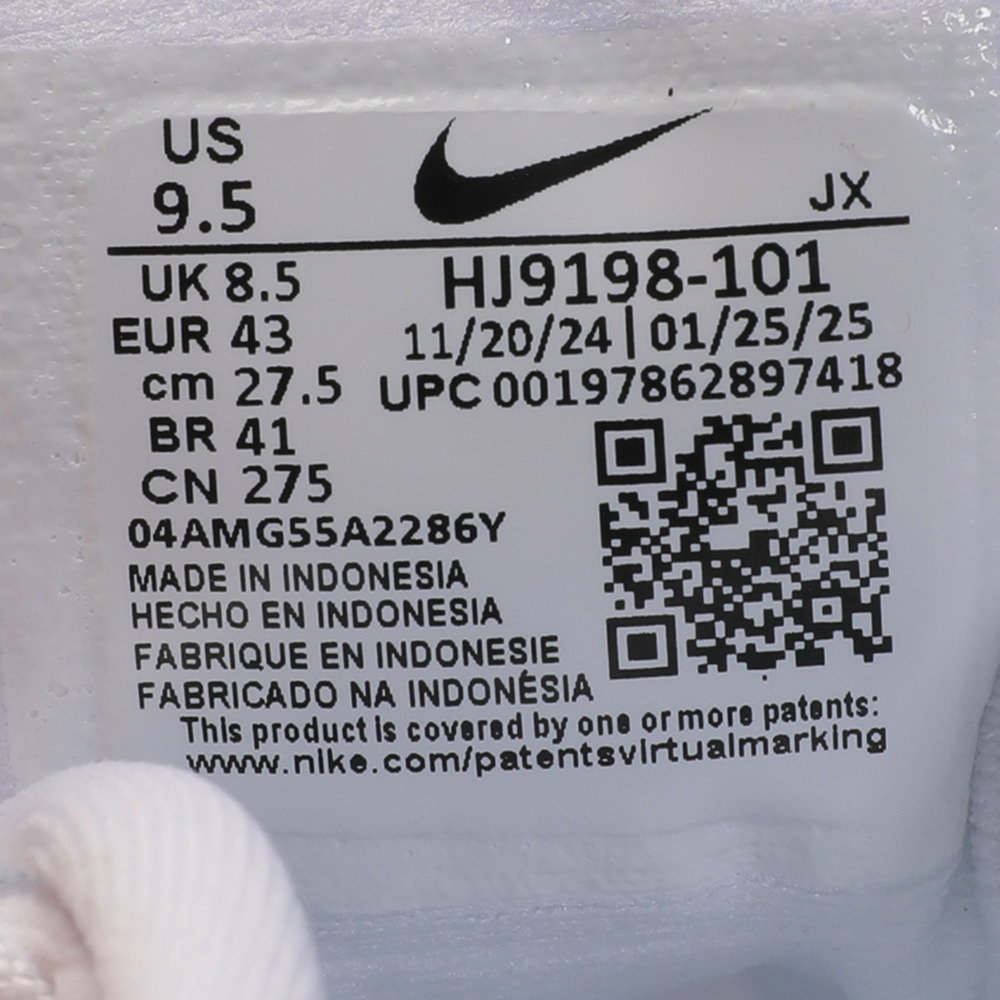 US
9.5
JX
UK 8.5
EUR 43
cm 27.5
BR 41
CN 275
HJ9198-101
11/20/24 | 01/25/25
UPC 00197862897418
04AMG55A2286Y
MADE IN INDONESIA
HECHO EN INDONESIA
FABRIQUE EN INDONESIE
FABRICADO NA INDONÉSIA
This product is covered by one or more patents:
www.nike.com/patentsvirtualmarking